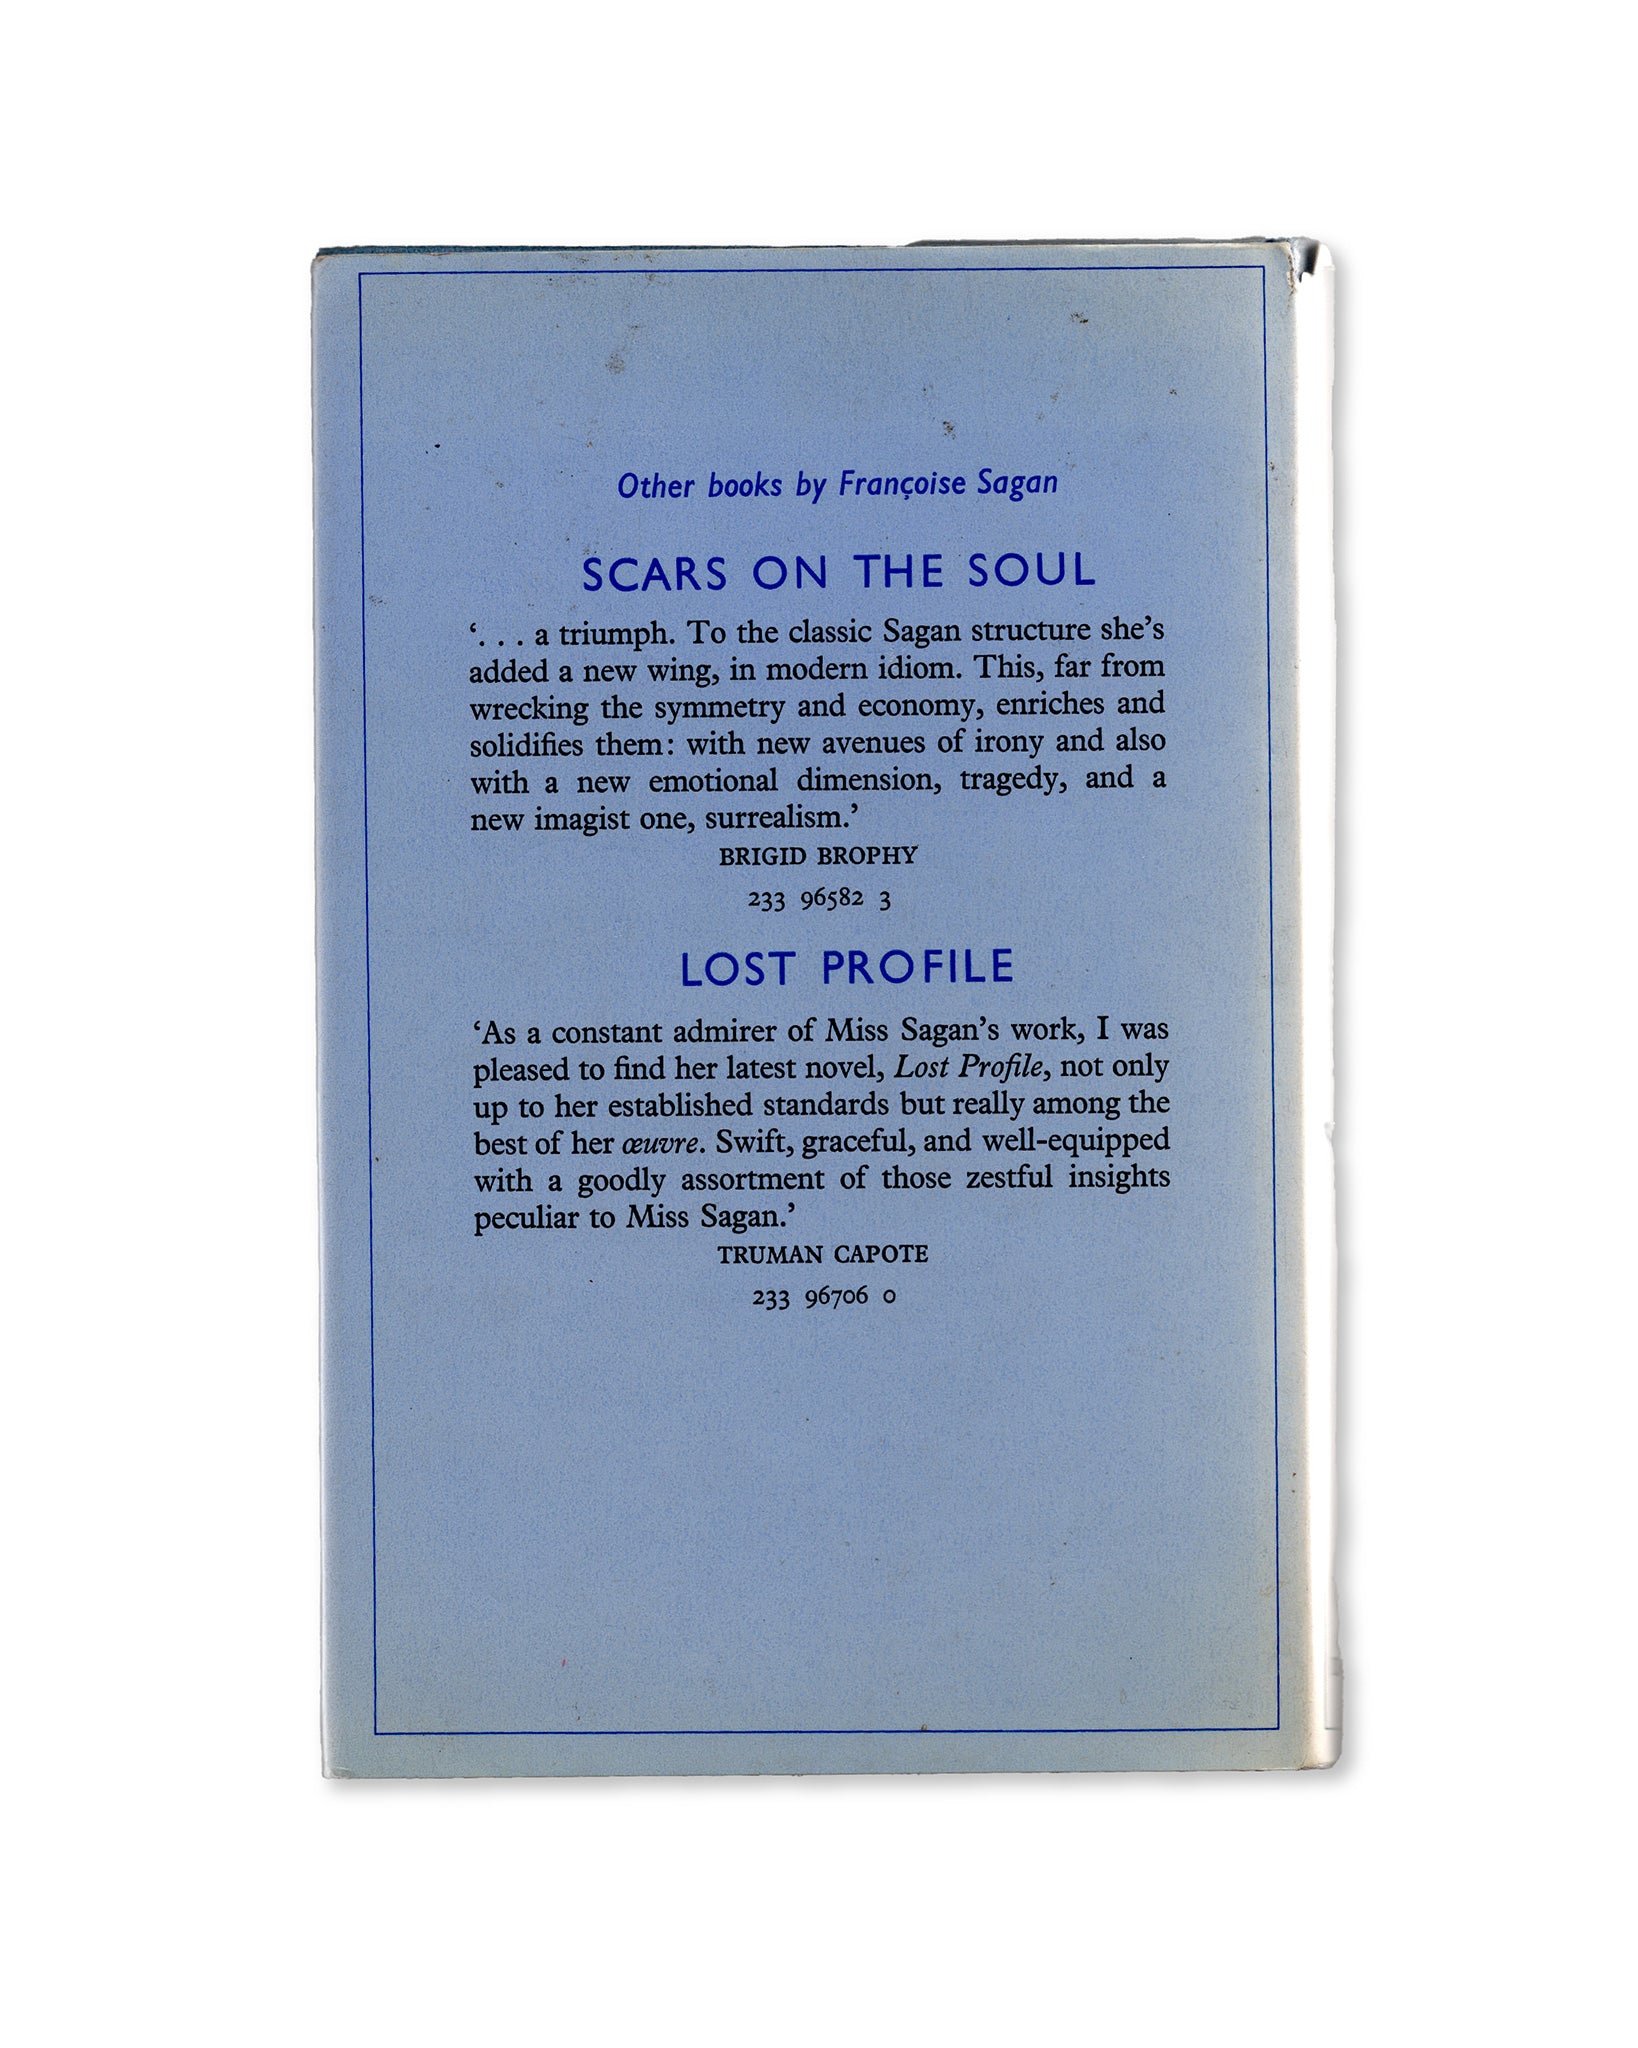 Other books by Françoise Sagan
SCARS ON THE SOUL
‘. . . a triumph. To the classic Sagan structure she’s
added a new wing, in modern idiom. This, far from
wrecking the symmetry and economy, enriches and
solidifies them: with new avenues of irony and also
with a new emotional dimension, tragedy, and a
new imagist one, surrealism.’
BRIGID BROPHY
233 96582 3
LOST PROFILE
‘As a constant admirer of Miss Sagan’s work, I was
pleased to find her latest novel, Lost Profile, not only
up to her established standards but really among the
best of her œuvre. Swift, graceful, and well-equipped
with a goodly assortment of those zestful insights
peculiar to Miss Sagan.’
TRUMAN CAPOTE
233 96706 0